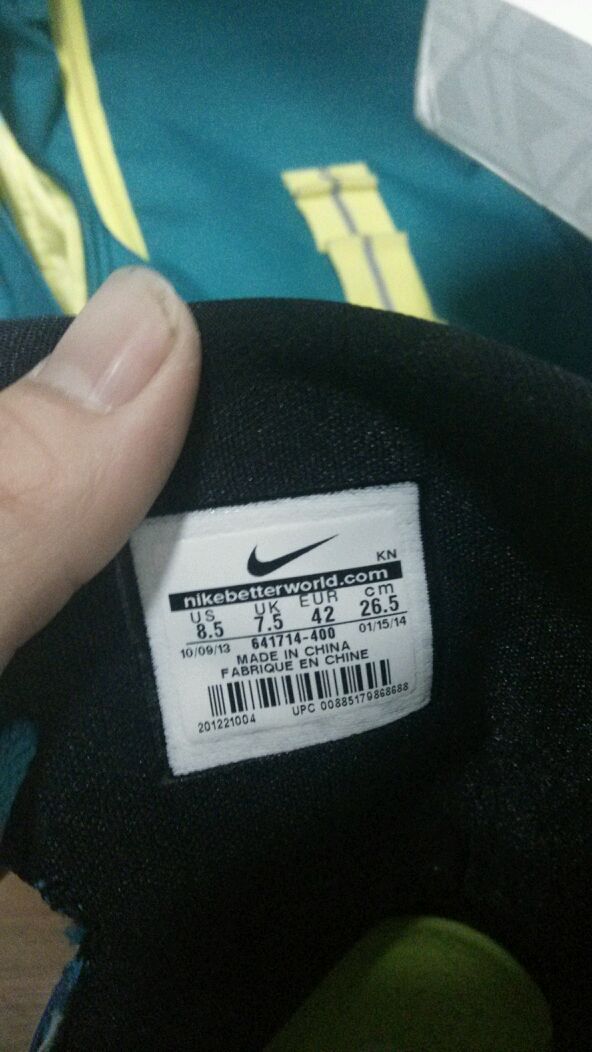 KN
nikebetterworld.com
US UK EUR cm
8.5 7.5 42 26.5
10/09/13 641714-400 01/15/14
MADE IN CHINA
FABRIQUE EN CHINE
201221004 UPC 00885179868688